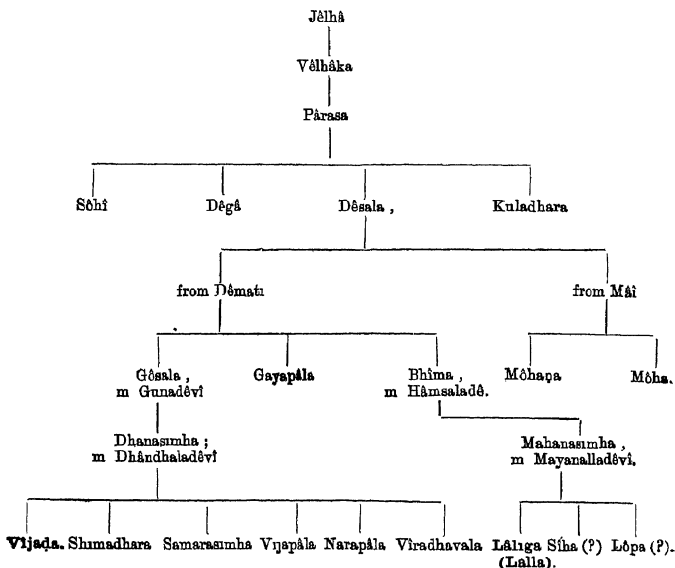 Jêlhâ
Vêlhâka
Pârasa
Sôhî Dêgâ Dêsala , Kuladhara
from Dêmatı from Mâî
Gôsala , Gayapâla Bhîma , Môhaṇa Môha.
m Gunadêvî m Hâmsaladê.
Dhanasımha ; Mahanasımha ,
m Dhândhaladêvî m Mayanalladêvî.
Vîjaḍa. Shımadhara Samarasımha Vıjapâla Narapâla Vîradhavala Lâlıga Síha (?) Lôpa (?).
(Lalla).